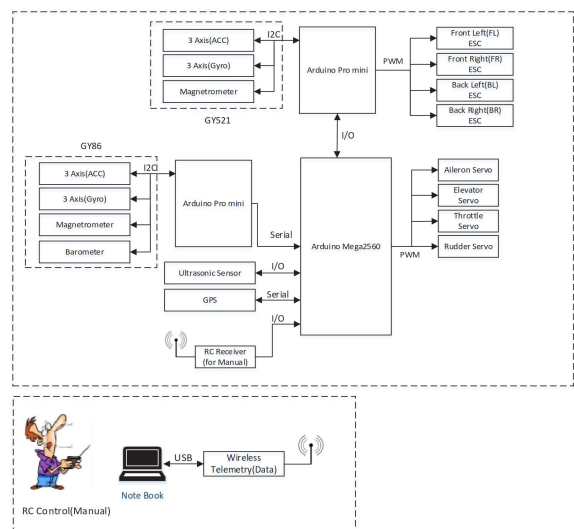 3 Axis(ACC)
3 Axis(Gyro)
Magnetrometer
GY521
I2C
Arduino Pro mini
PWM
Front Left(FL)
ESC
Front Right(FR)
ESC
Back Left(BL)
ESC
Back Right(BR)
ESC
I/O
GY86
3 Axis(ACC)
3 Axis(Gyro)
Magnetrometer
Barometer
I2C
Arduino Pro mini
Serial
Ultrasonic Sensor
I/O
GPS
Serial
RC Receiver
(for Manual)
I/O
Arduino Mega2560
PWM
Aileron Servo
Elevator
Servo
Throttle
Servo
Rudder Servo
RC Control(Manual)
Note Book
USB
Wireless
Telemetry(Data)